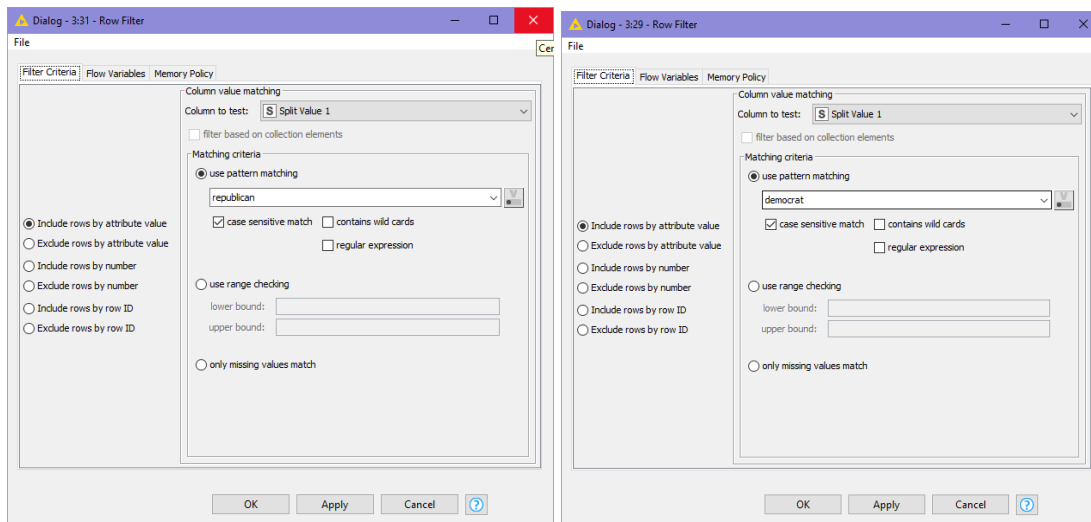 Dialog - 3:31 - Row Filter
File
Cer
Filter Criteria Flow Variables Memory Policy
Column value matching
Column to test: S Split Value 1
filter based on collection elements
Matching criteria
use pattern matching
republican
case sensitive match contains wild cards
regular expression
Include rows by attribute value
Exclude rows by attribute value
Include rows by number
Exclude rows by number
Include rows by row ID
Exclude rows by row ID
use range checking
lower bound:
upper bound:
only missing values match
OK Apply Cancel ?
Dialog - 3:29 - Row Filter
File
Filter Criteria Flow Variables Memory Policy
Column value matching
Column to test: S Split Value 1
filter based on collection elements
Matching criteria
use pattern matching
democrat
case sensitive match contains wild cards
regular expression
Include rows by attribute value
Exclude rows by attribute value
Include rows by number
Exclude rows by number
Include rows by row ID
Exclude rows by row ID
use range checking
lower bound:
upper bound:
only missing values match
OK Apply Cancel ?